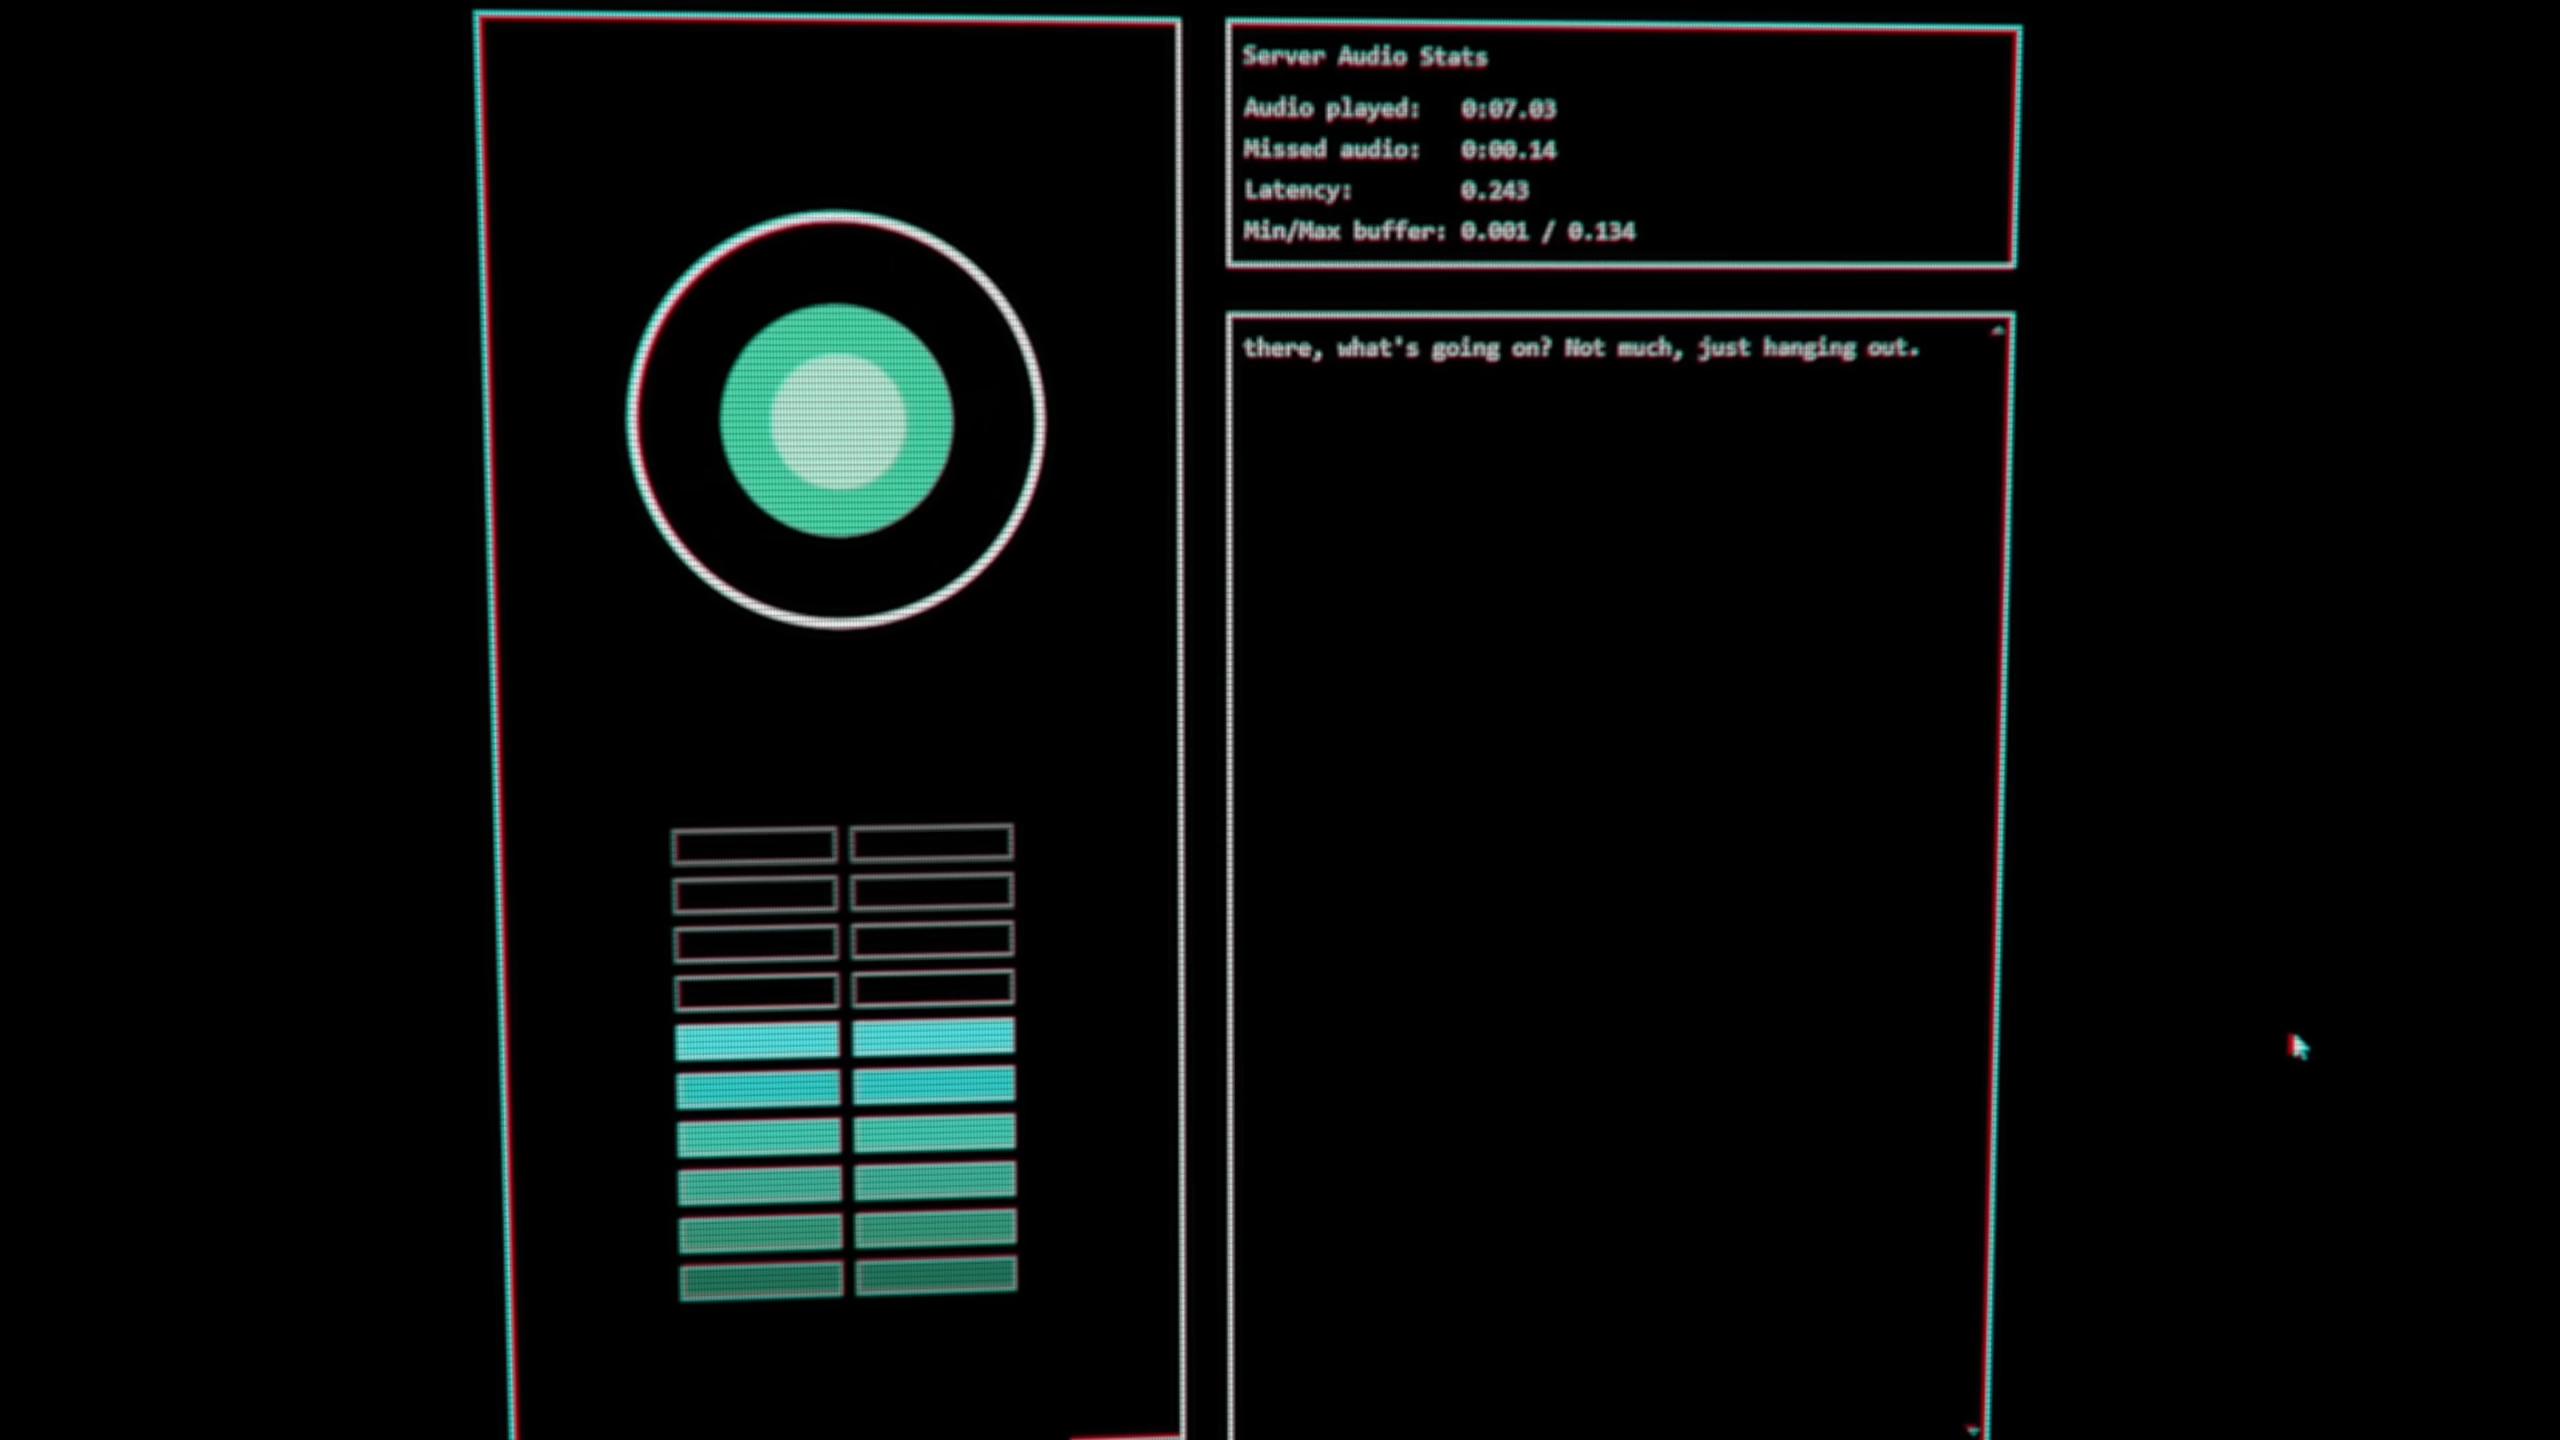 Server Audio Stats
Audio played: 0:07.03
Missed audio: 0:00.14
Latency: 0.243
Min/Max buffer: 0.001 / 0.134
there, what's going on? Not much, just hanging out.